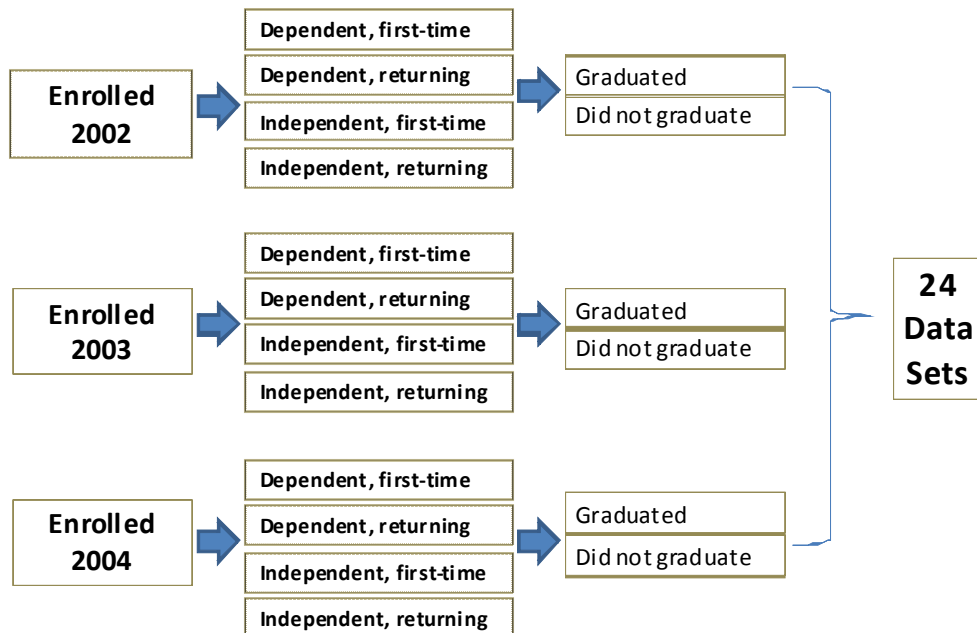 Enrolled
2002
Dependent, first-time
Dependent, returning
Independent, first-time
Independent, returning
Graduated
Did not graduate
Enrolled
2003
Dependent, first-time
Dependent, returning
Independent, first-time
Independent, returning
Graduated
Did not graduate
Enrolled
2004
Dependent, first-time
Dependent, returning
Independent, first-time
Independent, returning
Graduated
Did not graduate
24
Data
Sets